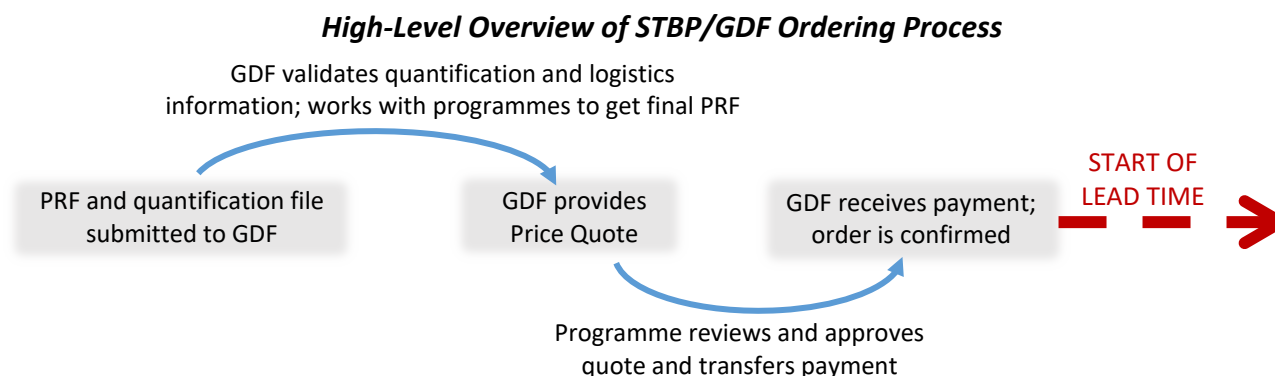 High-Level Overview of STBP/GDF Ordering Process
GDF validates quantification and logistics
information; works with programmes to get final PRF
PRF and quantification file
submitted to GDF
GDF provides
Price Quote
GDF receives payment;
order is confirmed
START OF
LEAD TIME
Programme reviews and approves
quote and transfers payment